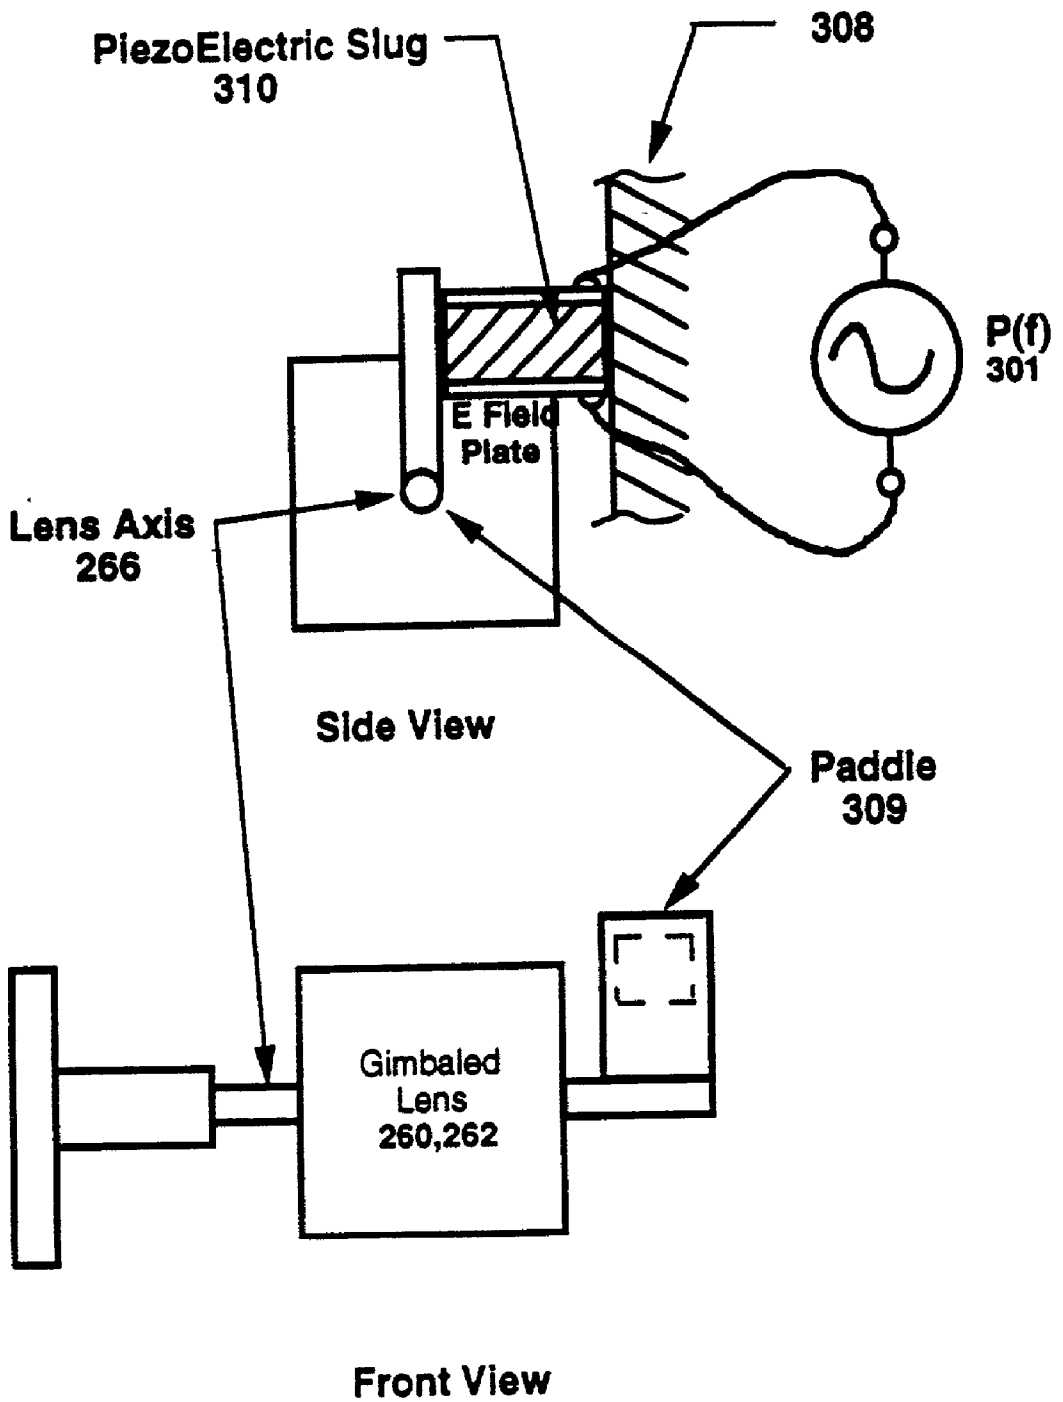 308
PiezoElectric Slug
310
P(f)
301
E Field
Plate
Lens Axis
266
Side View
Paddle
309
Gimbaled
Lens
260,262
Front View